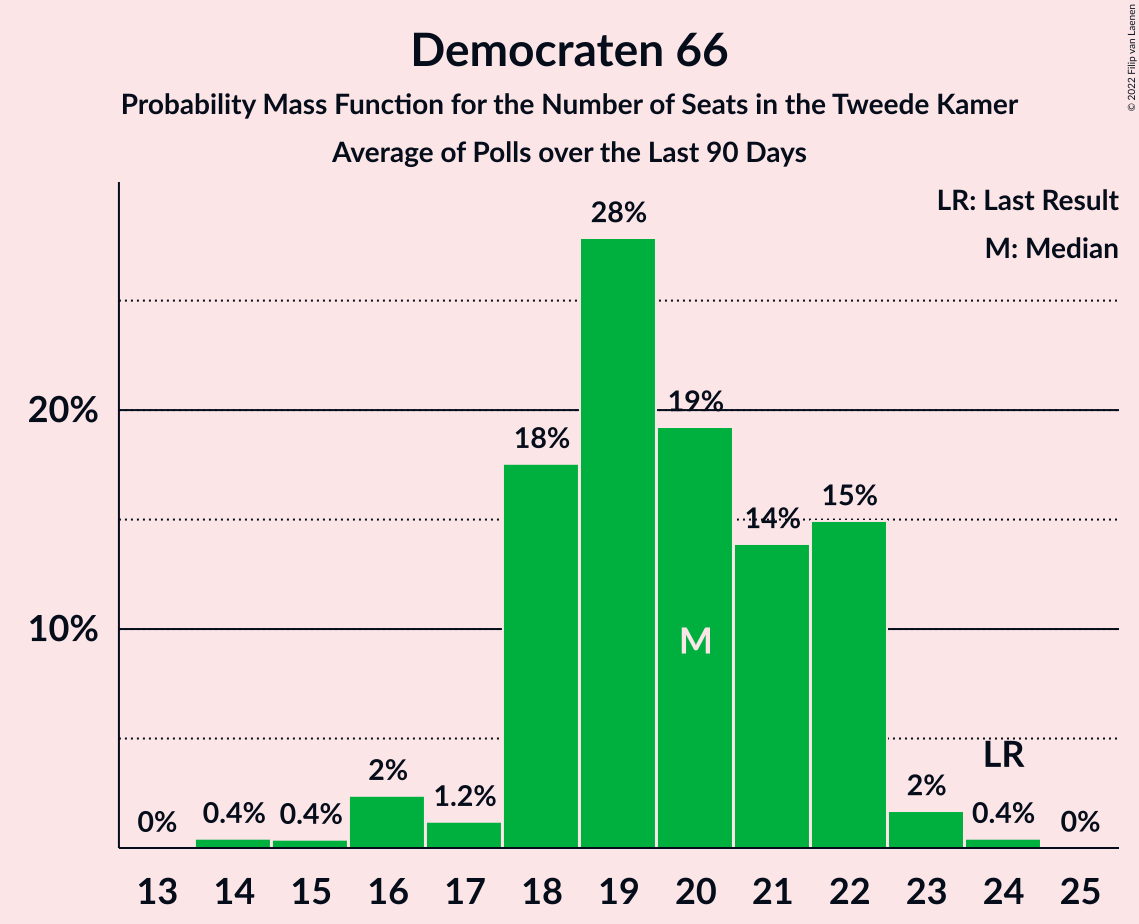 Democraten 66
Probability Mass Function for the Number of Seats in the Tweede Kamer
Average of Polls over the Last 90 Days
© 2022 Filip van Laenen
LR: Last Result
M: Median
28%
20%
19%
18%
15%
14%
10%
M
LR
2%
2%
1.2%
0%
0.4%
0.4%
0.4%
0%
13 14 15 16 17 18 19 20 21 22 23 24 25